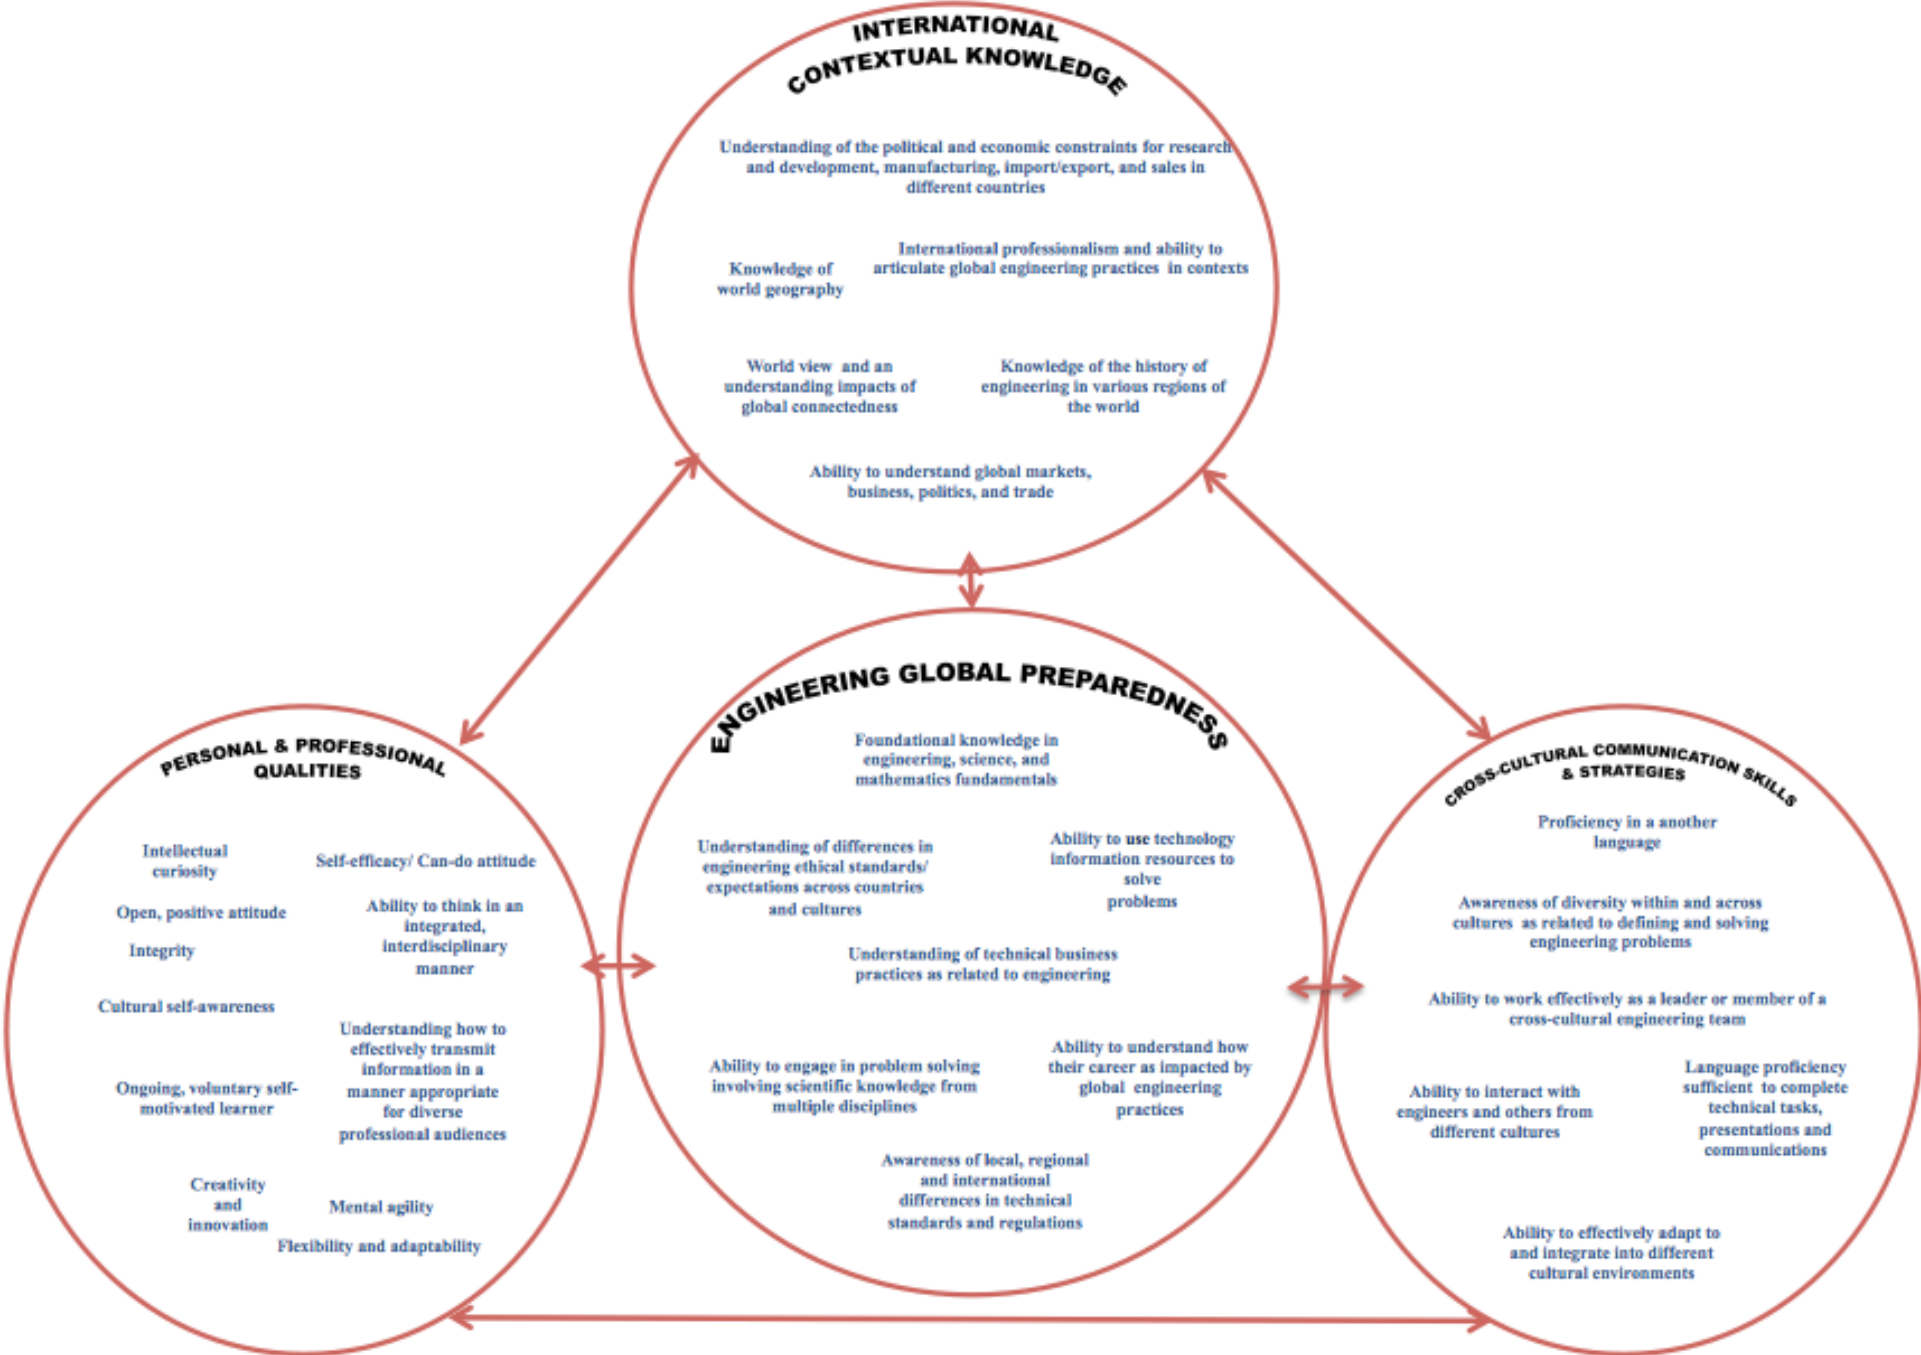 INTERNATIONAL
CONTEXTUAL KNOWLEDGE
Understanding of the political and economic constraints for research
and development, manufacturing, import/export, and sales in
different countries
International professionalism and ability to
articulate global engineering practices in contexts
Knowledge of
world geography
World view and an
understanding impacts of
global connectedness
Knowledge of the history of
engineering in various regions of
the world
Ability to understand global markets,
business, politics, and trade
PERSONAL & PROFESSIONAL
QUALITIES
Intellectual
curiosity
Self-efficacy/ Can-do attitude
Open, positive attitude
Ability to think in an
integrated,
interdisciplinary
manner
Integrity
Cultural self-awareness
Understanding how to
effectively transmit
information in a
manner appropriate
for diverse
professional audiences
Ongoing, voluntary self-
motivated learner
Creativity
and
innovation
Mental agility
Flexibility and adaptability
ENGINEERING GLOBAL PREPAREDNESS
Foundational knowledge in
engineering, science, and
mathematics fundamentals
Understanding of differences in
engineering ethical standards/
expectations across countries
and cultures
Ability to use technology
information resources to
solve
problems
Understanding of technical business
practices as related to engineering
Ability to engage in problem solving
involving scientific knowledge from
multiple disciplines
Ability to understand how
their career as impacted by
global engineering
practices
Awareness of local, regional
and international
differences in technical
standards and regulations
CROSS-CULTURAL COMMUNICATION SKILLS
& STRATEGIES
Proficiency in a another
language
Awareness of diversity within and across
cultures as related to defining and solving
engineering problems
Ability to work effectively as a leader or member of a
cross-cultural engineering team
Ability to interact with
engineers and others from
different cultures
Language proficiency
sufficient to complete
technical tasks,
presentations and
communications
Ability to effectively adapt to
and integrate into different
cultural environments